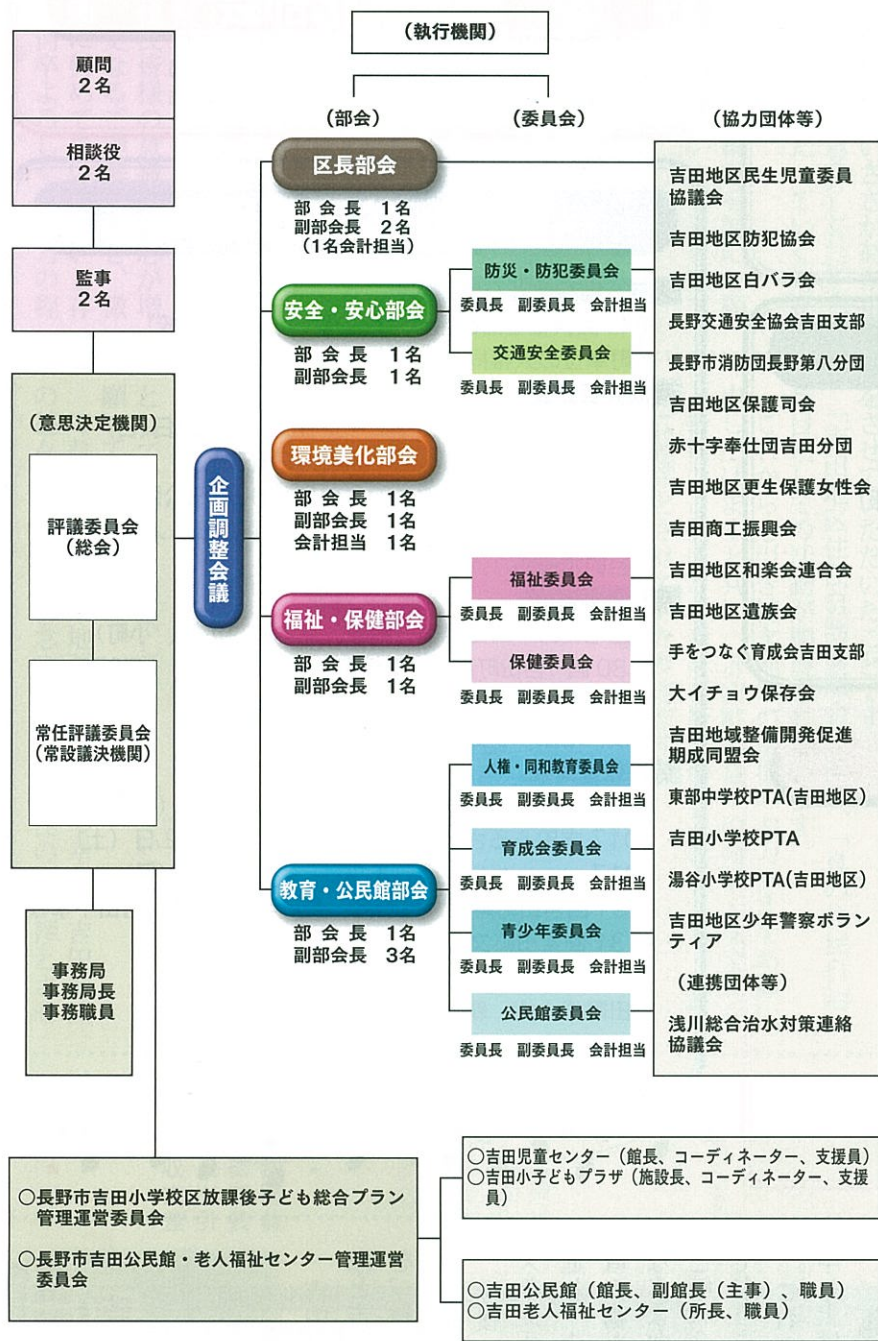 (執行機関)
顧問
2名
相談役
2名
監事
2名
(意思決定機関)
評議委員会
(総会)
常任評議委員会
(常設議決機関)
事務局
事務局長
事務職員
企画調整会議
(部会)
区長部会
部 会 長 1名
副部会長 2名
(1名会計担当)
安全・安心部会
部 会 長 1名
副部会長 1名
環境美化部会
部 会 長 1名
副部会長 1名
会計担当 1名
福祉・保健部会
部 会 長 1名
副部会長 1名
教育・公民館部会
部 会 長 1名
副部会長 3名
(委員会)
防災・防犯委員会
委員長 副委員長 会計担当
交通安全委員会
委員長 副委員長 会計担当
福祉委員会
委員長 副委員長 会計担当
保健委員会
委員長 副委員長 会計担当
人権・同和教育委員会
委員長 副委員長 会計担当
育成会委員会
委員長 副委員長 会計担当
青少年委員会
委員長 副委員長 会計担当
公民館委員会
委員長 副委員長 会計担当
(協力団体等)
吉田地区民生児童委員
協議会
吉田地区防犯協会
吉田地区白バラ会
長野交通安全協会吉田支部
長野市消防団長野第八分団
吉田地区保護司会
赤十字奉仕団吉田分団
吉田地区更生保護女性会
吉田商工振興会
吉田地区和楽会連合会
吉田地区遺族会
手をつなぐ育成会吉田支部
大イチョウ保存会
吉田地域整備開発促進
期成同盟会
東部中学校PTA(吉田地区)
吉田小学校PTA
湯谷小学校PTA(吉田地区)
吉田地区少年警察ボラン
ティア
(連携団体等)
浅川総合治水対策連絡
協議会
○長野市吉田小学校区放課後子ども総合プラン
管理運営委員会
○長野市吉田公民館・老人福祉センター管理運営
委員会
○吉田児童センター（館長、コーディネーター、支援員）
○吉田小子どもプラザ（施設長、コーディネーター、支援
員）
○吉田公民館（館長、副館長（主事）、職員）
○吉田老人福祉センター（所長、職員）